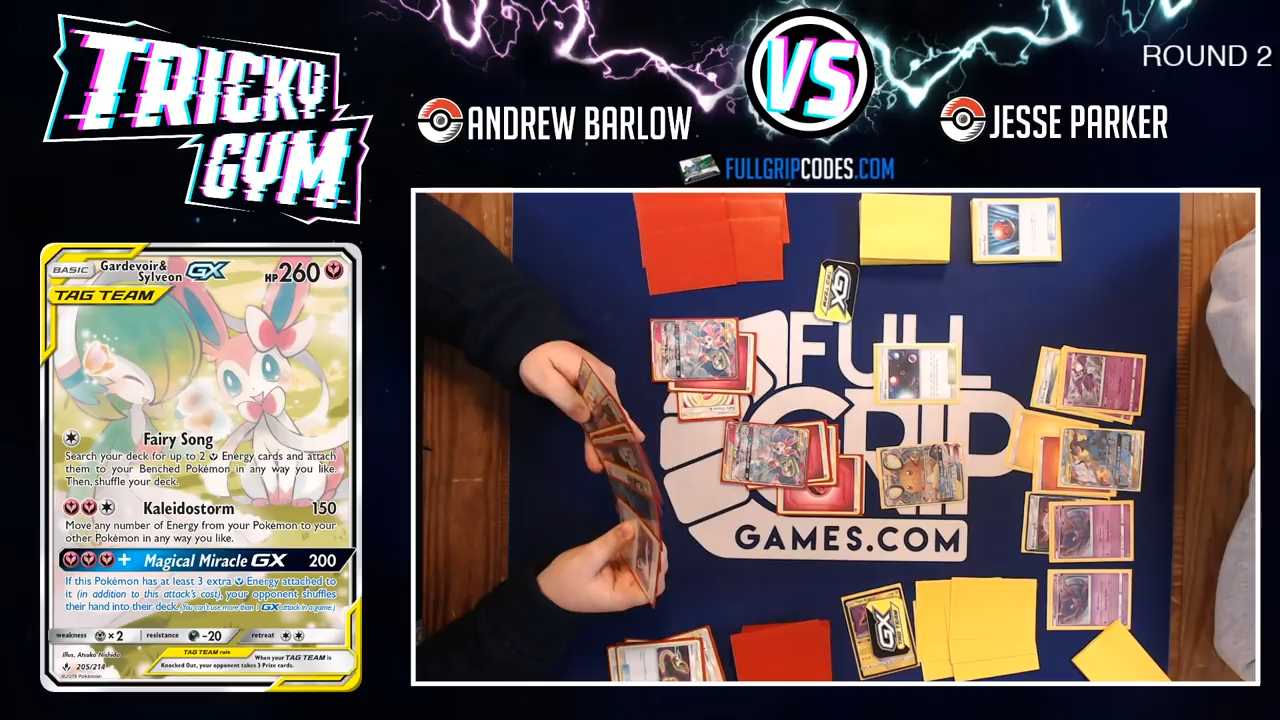 TRICKY
GYM
ANDREW BARLOW
VS
JESSE PARKER
ROUND 2
FULLGRIPCODES.COM
BASIC
Gardevoir&
Sylveon GX
HP260
TAG TEAM
Fairy Song
Search your deck for up to 2 Energy cards and attach
them to your Benched Pokémon in any way you like.
Then, shuffle your deck.
Kaleidostorm 150
Move any number of Energy from your Pokémon to your
other Pokémon in any way you like.
Magical Miracle GX 200
If this Pokémon has at least 3 extra Energy attached to
it (in addition to this attack's cost), your opponent shuffles
their hand into their deck. (You can't use more than 1 GX attack in a game.)
weakness ×2 resistance -20 retreat
Illus. Atsuko Nishida
TAG TEAM rule
When your TAG TEAM is
Knocked Out, your opponent takes 3 Prize cards.
205/214
©2019 Pokémon
GX
FULL
GRIP
GAMES.COM
GX